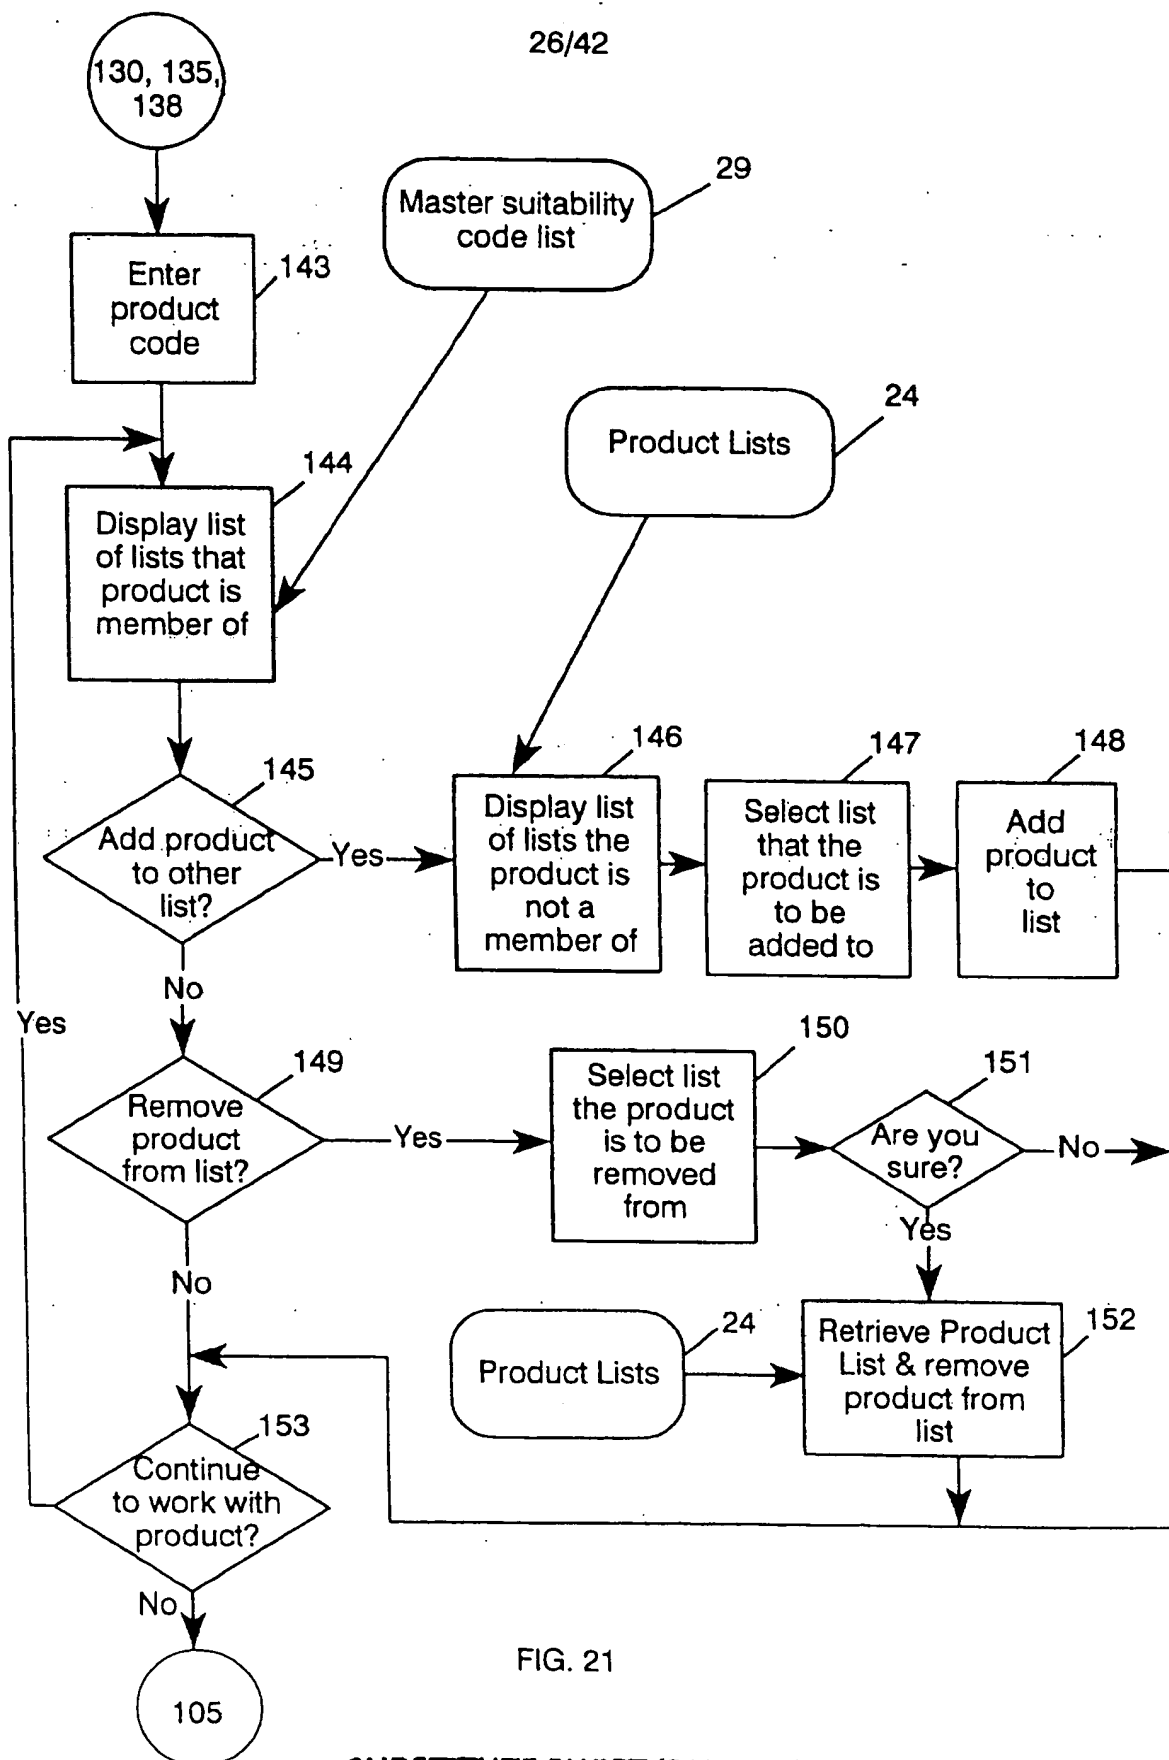 26/42
130, 135,
138
Master suitability
code list
29
Enter
product
code
143
Product Lists
24
Display list
of lists that
product is
member of
144
Add product
to other
list?
145
Yes
Display list
of lists the
product is
not a
member of
146
Select list
that the
product is
to be
added to
147
Add
product
to
list
148
No
Yes
Remove
product
from list?
149
Yes
Select list
the product
is to be
removed
from
150
Are you
sure?
151
No
Yes
No
Product Lists
24
Retrieve Product
List & remove
product from
list
152
Continue
to work with
product?
153
No
105
FIG. 21